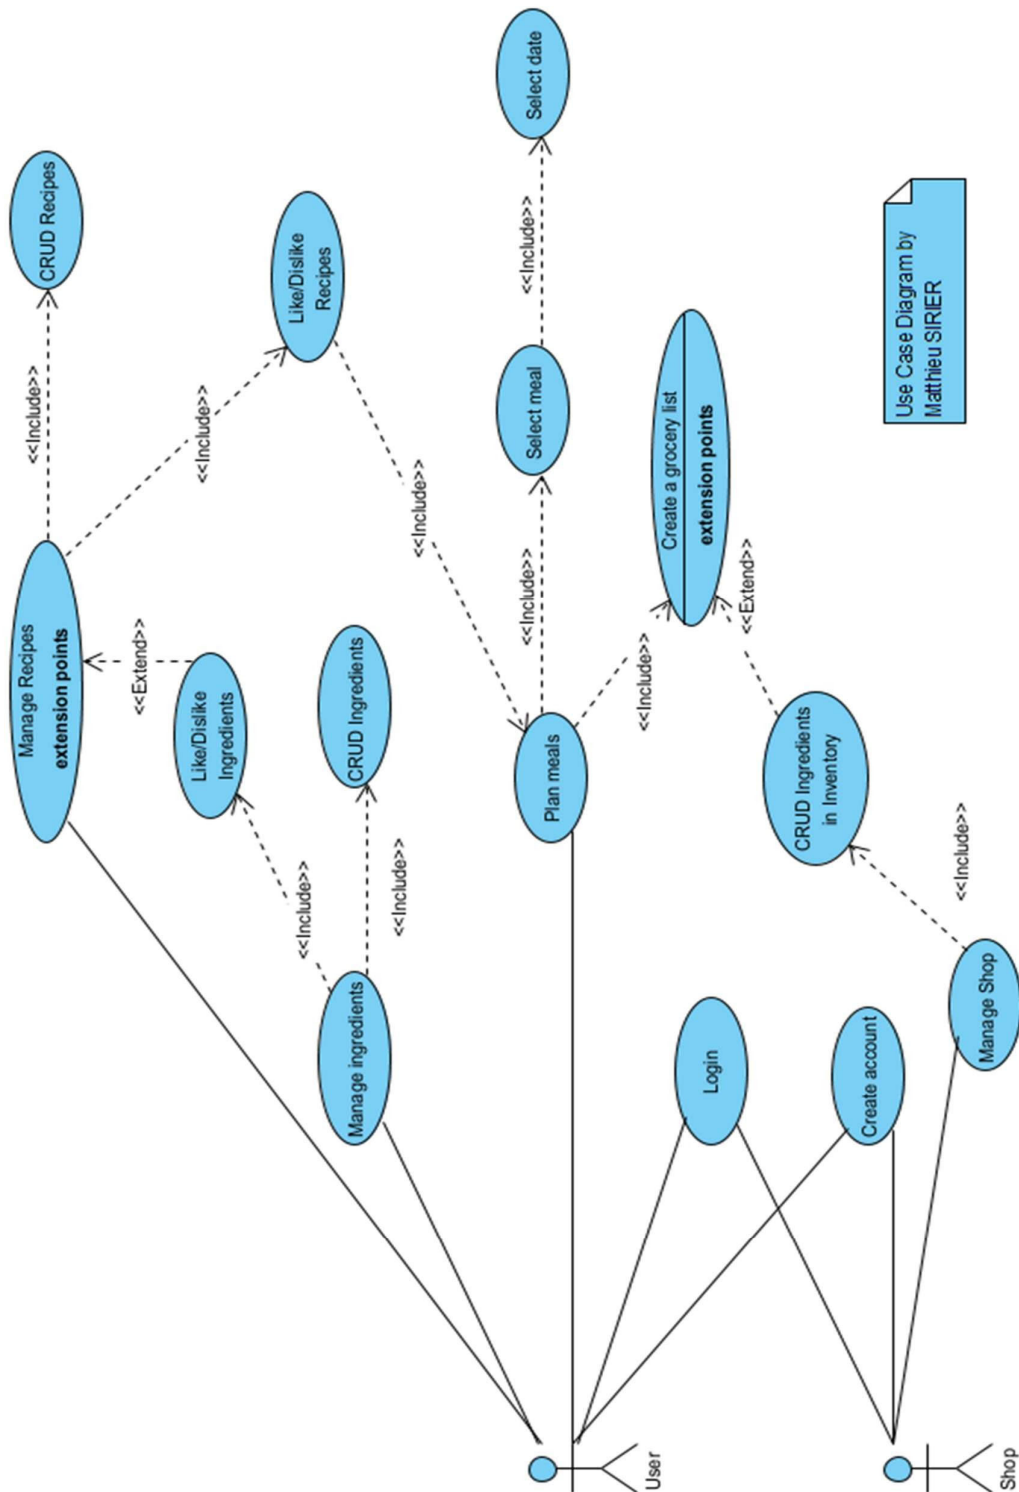 Manage Recipes
extension points
<<Include>>
CRUD Recipes
<<Include>>
Like/Dislike
Recipes
<<Extend>>
Like/Dislike
Ingredients
<<Include>>
Manage ingredients
<<Include>>
CRUD Ingredients
<<Include>>
Plan meals
<<Include>>
Select meal
<<Include>>
Select date
<<Include>>
Create a grocery list
extension points
<<Extend>>
CRUD Ingredients
in Inventory
<<Include>>
Login
Create account
Manage Shop
User
Shop
Use Case Diagram by
Matthieu SIRIER